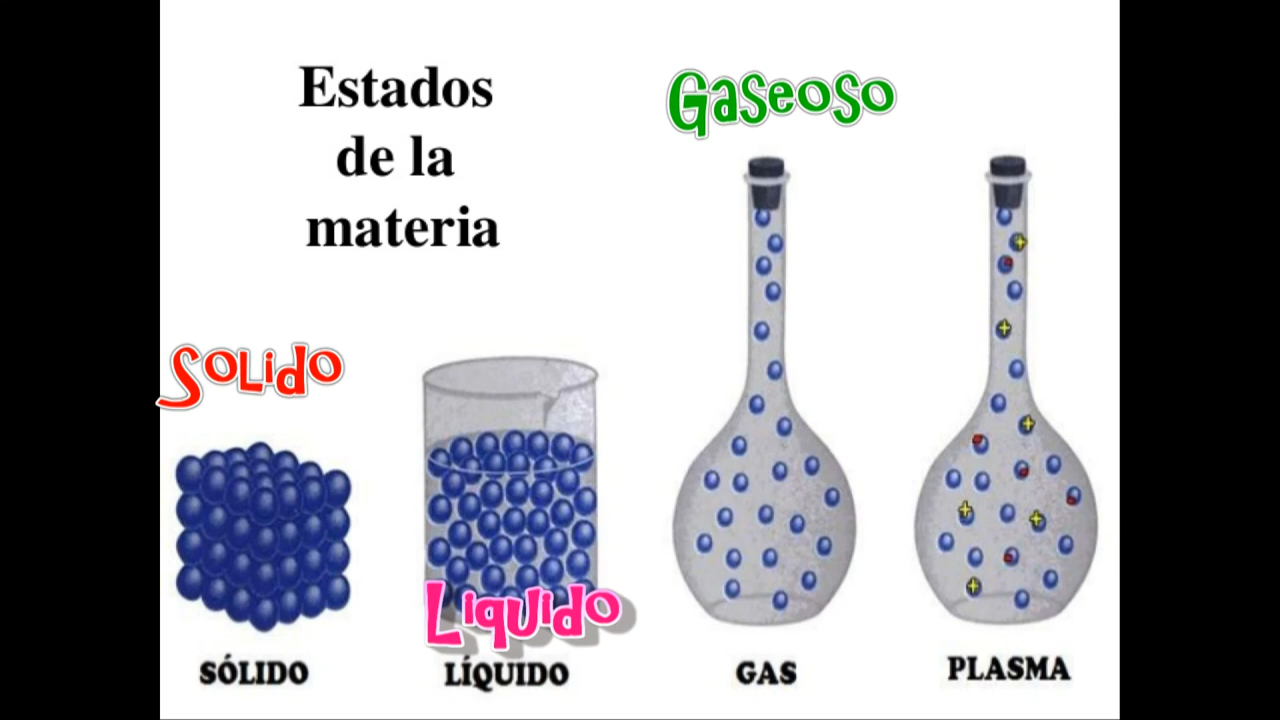 Estados
de la
materia
Gaseoso
Solido
Liquido
SÓLIDO
LÍQUIDO
GAS
PLASMA